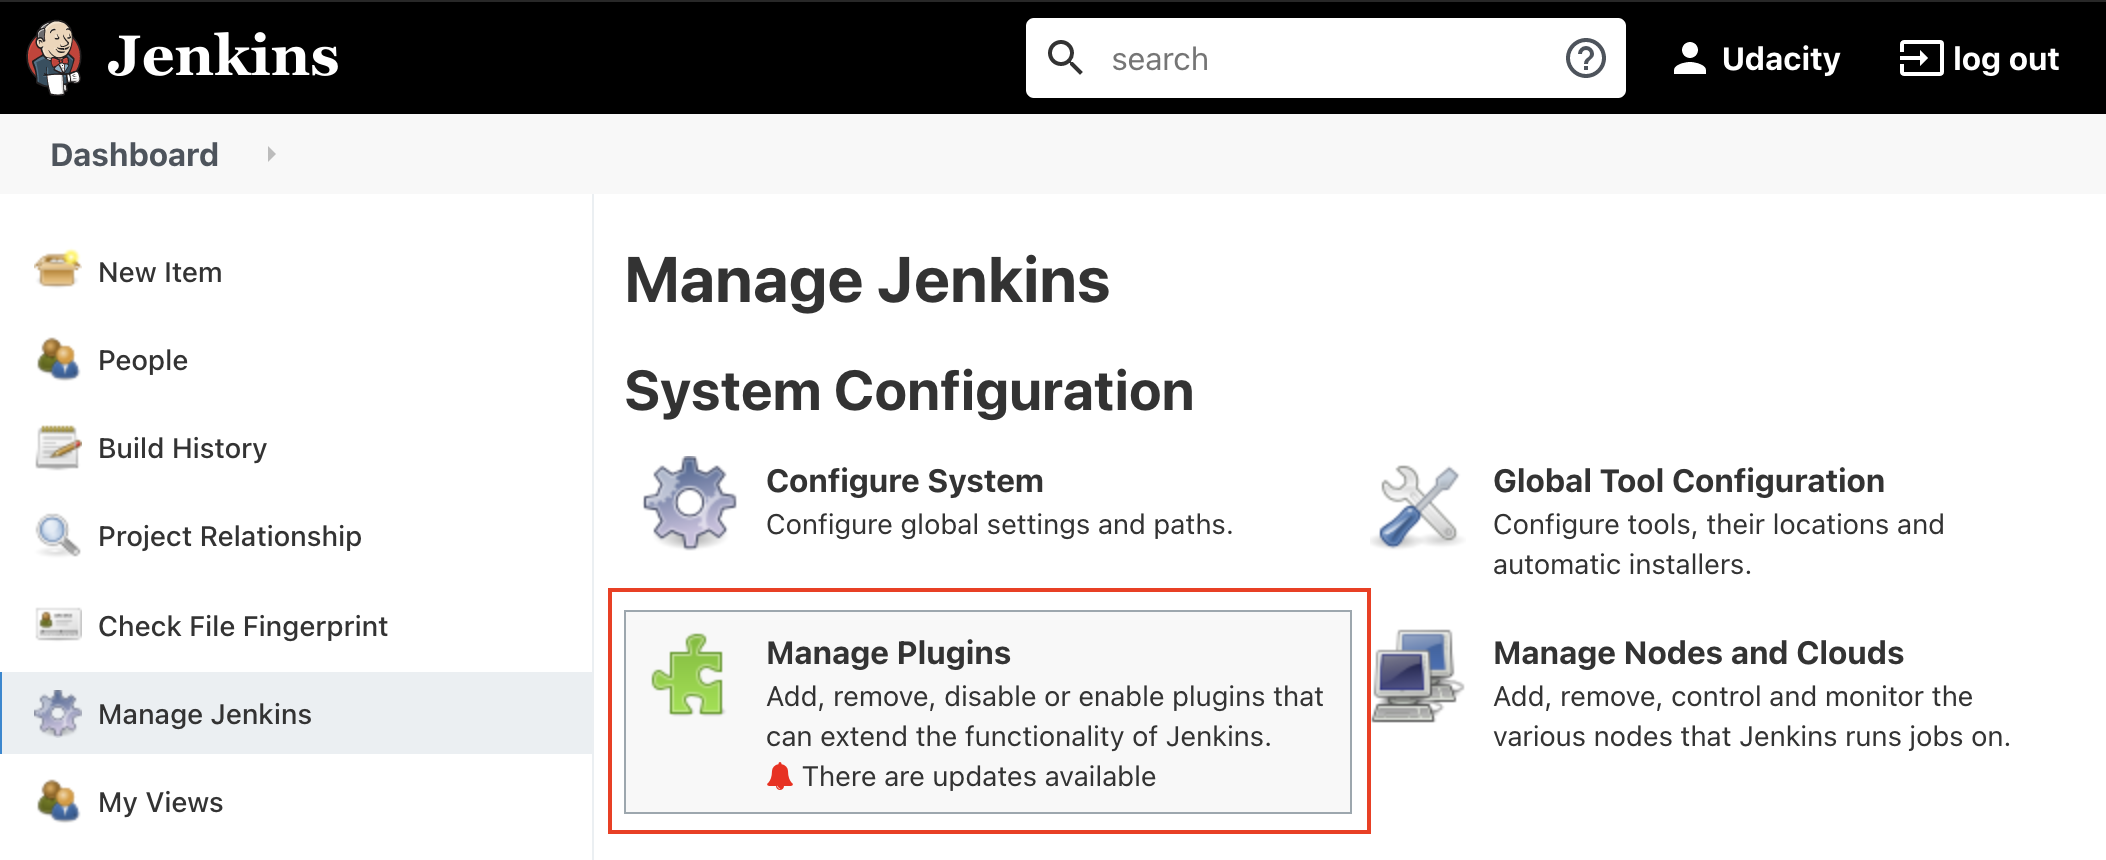 Jenkins
search
Udacity
log out
Dashboard
New Item
People
Build History
Project Relationship
Check File Fingerprint
Manage Jenkins
My Views
Manage Jenkins
System Configuration
Configure System
Configure global settings and paths.
Global Tool Configuration
Configure tools, their locations and
automatic installers.
Manage Plugins
Add, remove, disable or enable plugins that
can extend the functionality of Jenkins.
There are updates available
Manage Nodes and Clouds
Add, remove, control and monitor the
various nodes that Jenkins runs jobs on.